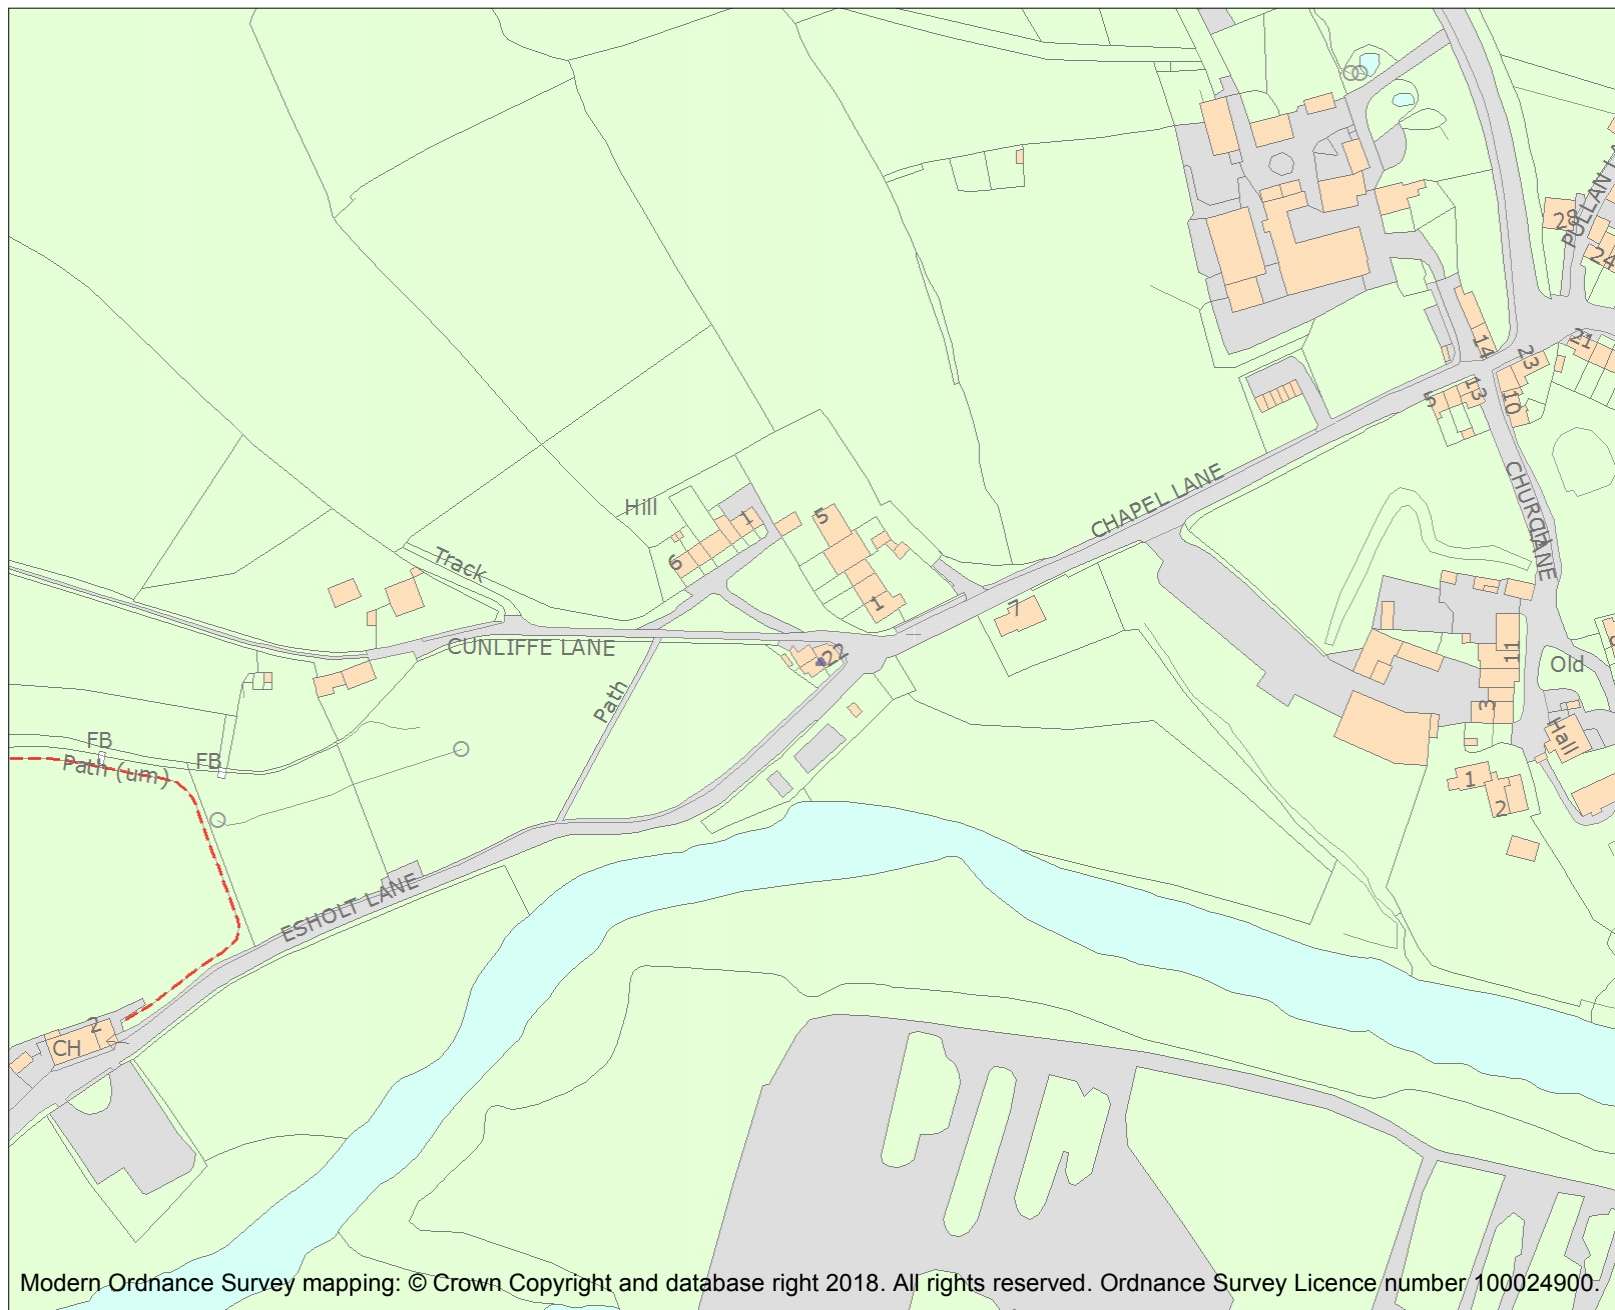 28
PULLAN
24
14
23
21
5
13
10
CHAPEL LANE
CHURCH
LANE
Hill
1
5
6
Track
1
7
CUNLIFFE LANE
22
Path
11
Old
3
Hall
FB
FB
Path (um)
1
2
ESHOLT LANE
2
CH
Modern Ordnance Survey mapping: © Crown Copyright and database right 2018. All rights reserved. Ordnance Survey Licence number 100024900.